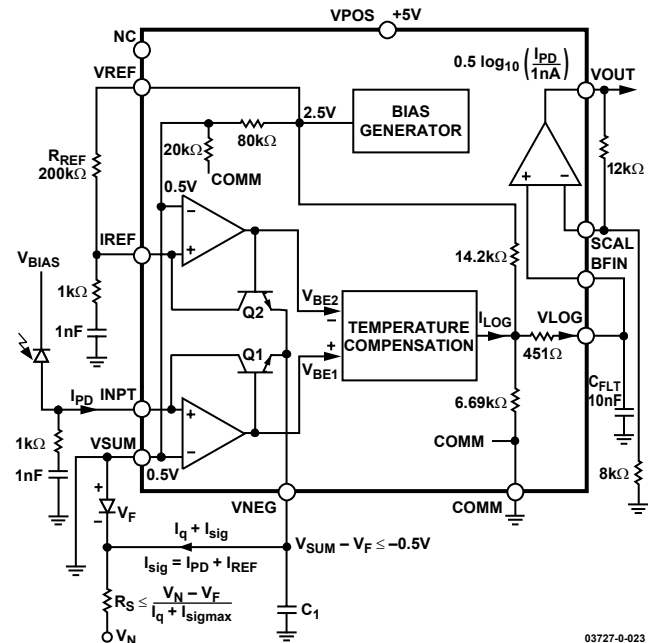 VPOS
+5V
NC
VREF
0.5 log10 (IPD/1nA)
VOUT
2.5V
BIAS
GENERATOR
80kΩ
20kΩ
COMM
RREF
200kΩ
12kΩ
0.5V
–
+
+
–
IREF
SCAL
BFIN
14.2kΩ
VBIAS
1kΩ
1nF
VBE2
–
Q2
TEMPERATURE
COMPENSATION
ILOG
VLOG
451Ω
Q1
+
VBE1
IPD
INPT
+
–
6.69kΩ
CFLT
10nF
1kΩ
1nF
VSUM
0.5V
COMM
8kΩ
VNEG
COMM
+
–
VF
Iq + Isig
VSUM – VF ≤ –0.5V
Isig = IPD + IREF
RS ≤ VN – VF / Iq + Isigmax
C1
VN
03727-0-023